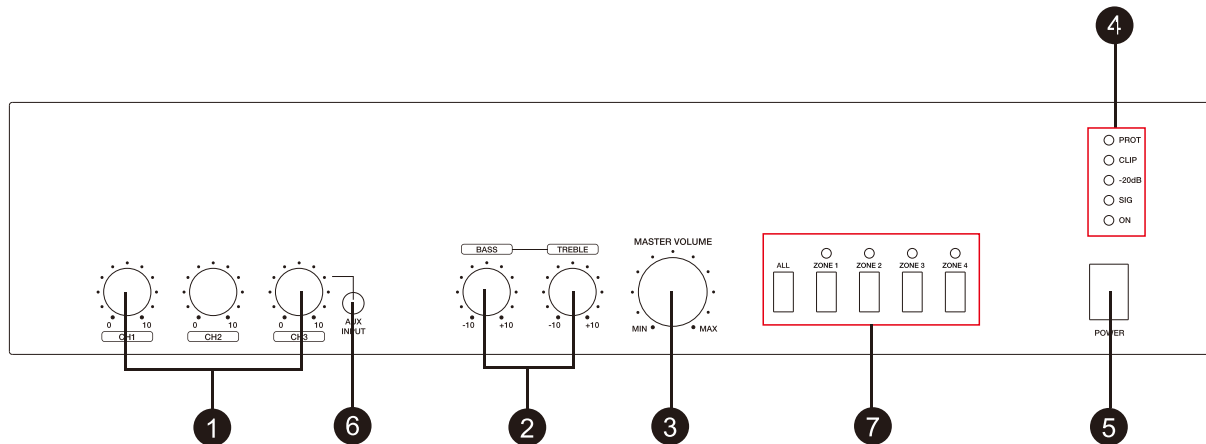 4
PROT
CLIP
-20dB
SIG
ON
BASS TREBLE
MASTER VOLUME
ALL ZONE 1 ZONE 2 ZONE 3 ZONE 4
0 10 0 10 0 10
CH1 CH2 CH3
AUX
INPUT
-10 +10 -10 +10
MIN MAX
POWER
1 6 2 3 7 5